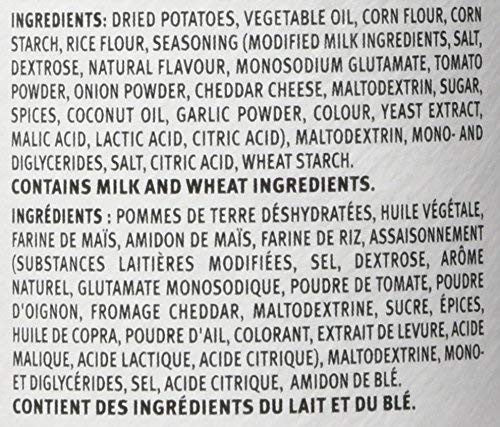 INGREDIENTS: DRIED POTATOES, VEGETABLE OIL, CORN FLOUR, CORN
STARCH, RICE FLOUR, SEASONING (MODIFIED MILK INGREDIENTS, SALT,
DEXTROSE, NATURAL FLAVOUR, MONOSODIUM GLUTAMATE, TOMATO
POWDER, ONION POWDER, CHEDDAR CHEESE, MALTODEXTRIN, SUGAR,
SPICES, COCONUT OIL, GARLIC POWDER, COLOUR, YEAST EXTRACT,
MALIC ACID, LACTIC ACID, CITRIC ACID), MALTODEXTRIN, MONO- AND
DIGLYCERIDES, SALT, CITRIC ACID, WHEAT STARCH.
CONTAINS MILK AND WHEAT INGREDIENTS.
INGRÉDIENTS : POMMES DE TERRE DÉSHYDRATÉES, HUILE VÉGÉTALE,
FARINE DE MAÏS, AMIDON DE MAÏS, FARINE DE RIZ, ASSAISONNEMENT
(SUBSTANCES LAITIÈRES MODIFIÉES, SEL, DEXTROSE, ARÔME
NATUREL, GLUTAMATE MONOSODIQUE, POUDRE DE TOMATE, POUDRE
D'OIGNON, FROMAGE CHEDDAR, MALTODEXTRINE, SUCRE, ÉPICES,
HUILE DE COPRA, POUDRE D'AIL, COLORANT, EXTRAIT DE LEVURE, ACIDE
MALIQUE, ACIDE LACTIQUE, ACIDE CITRIQUE), MALTODEXTRINE, MONO-
ET DIGLYCÉRIDES, SEL, ACIDE CITRIQUE, AMIDON DE BLÉ.
CONTIENT DES INGRÉDIENTS DU LAIT ET DU BLÉ.